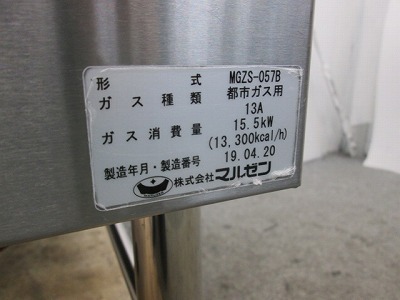 形式 MGZS-057B
ガス種類 都市ガス用
13A
ガス消費量 15.5kW
(13,300kcal/h)
製造年月・製造番号 19.04.20
株式会社マルゼン